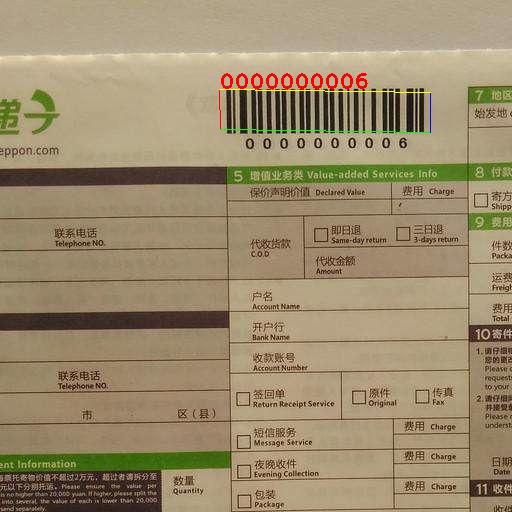 0000000006
递
eppon.com
0000000006
7 地区
始发地
5 增值业务类 Value-added Services Info
保价声明价值 Declared Value 费用 Charge
8 付款
寄方
Shipp
代收货款
C.O.D
即日退
Same-day return
三日退
3-days return
代收金额
Amount
9 费用
件数
Packa
运费
Freigh
费用
Total
联系电话
Telephone NO.
户名
Account Name
开户行
Bank Name
收款账号
Account Number
10 寄件
1. 请仔细
您的更改
Please
requests
to your
2. 请仔细
并接受
Please
underst
联系电话
Telephone NO.
市 区（县）
签回单
Return Receipt Service
原件
Original
传真
Fax
短信服务
Message Service
费用 Charge
夜晚收件
Evening Collection
费用 Charge
包装
Package
费用 Charge
日期
Date
11 收件
nt Information
托寄物价值不超过2万元，超过者请拆分至
元以下分别托运。Please ensure the value per
is no higher than 20,000 yuan. If higher, please split the
into several, the value of each is lower than 20,000
send separately.
数量
Quantity